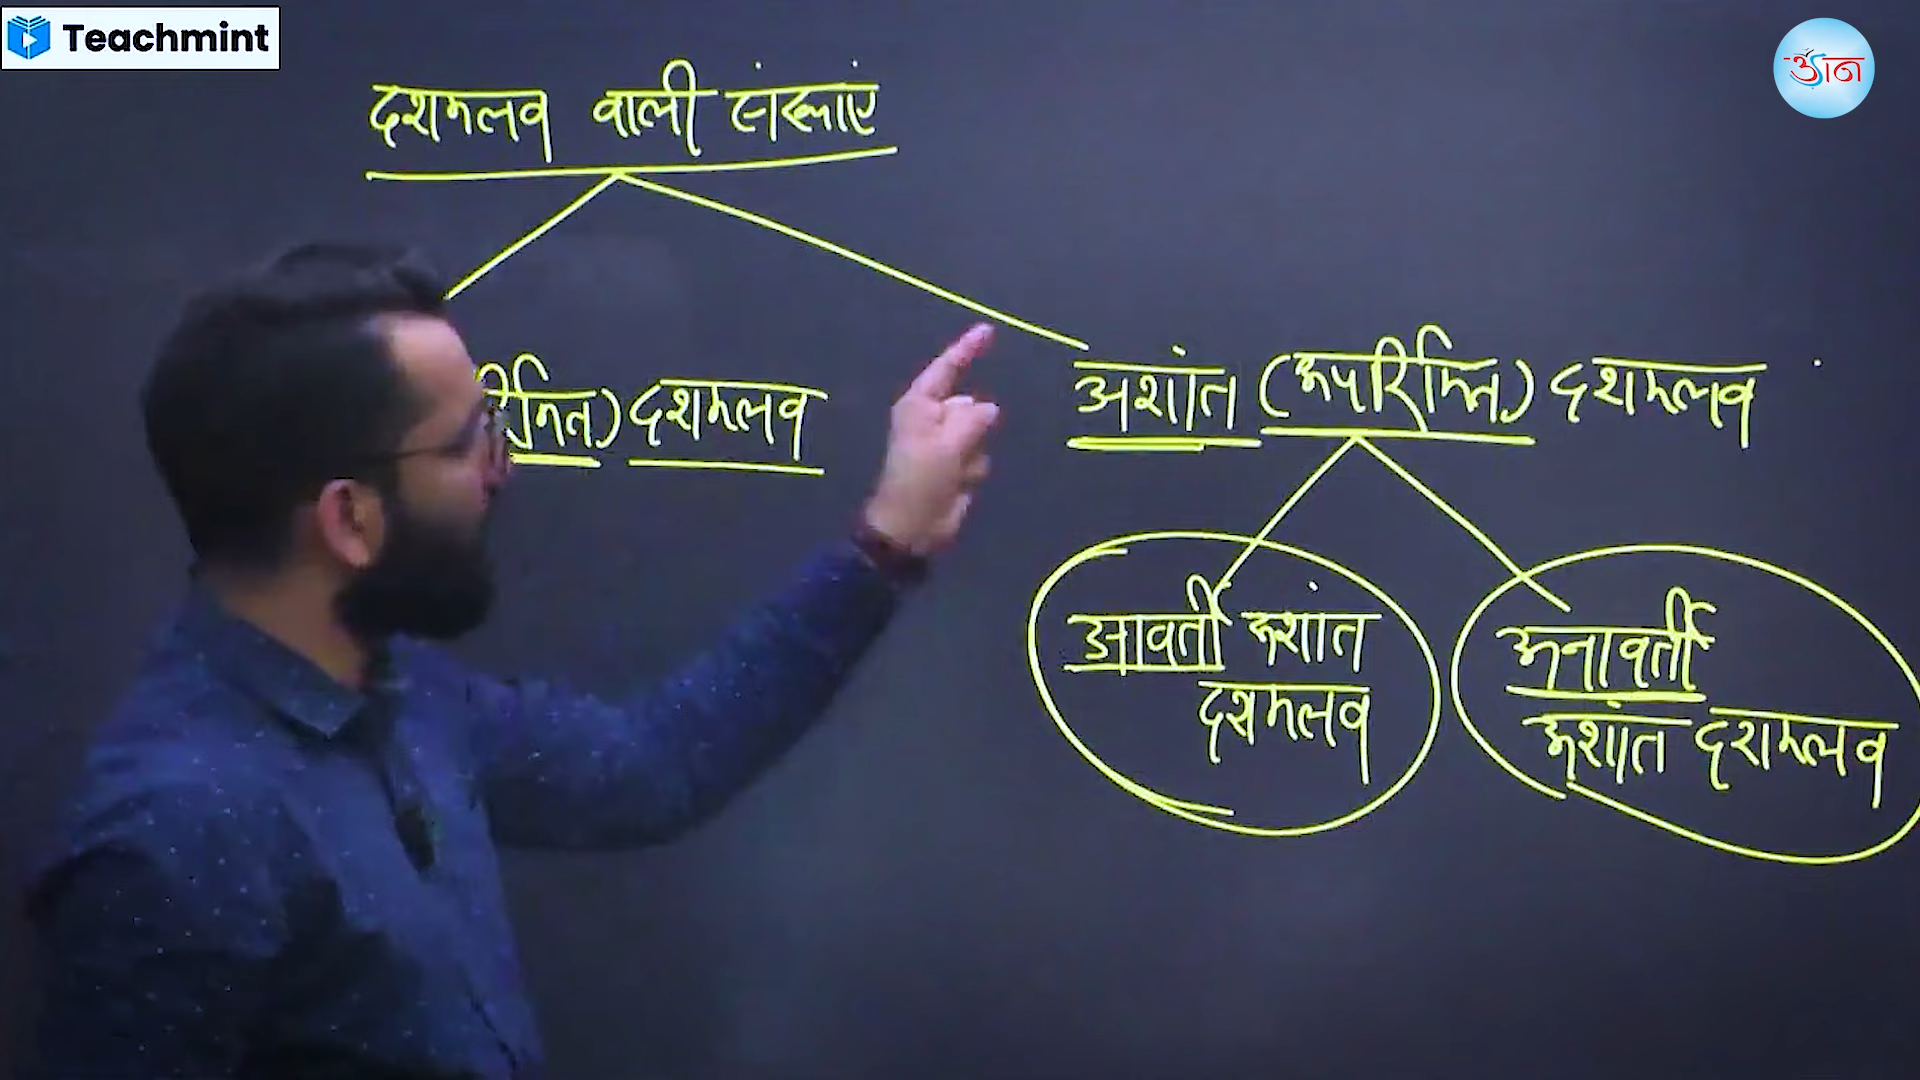 Teachmint
दशमलव वाली संख्याएं
मित) दशमलव
अशांत (अपरिमित) दशमलव
आवर्ती अशांत
दशमलव
अनावर्ती
अशांत दशमलव